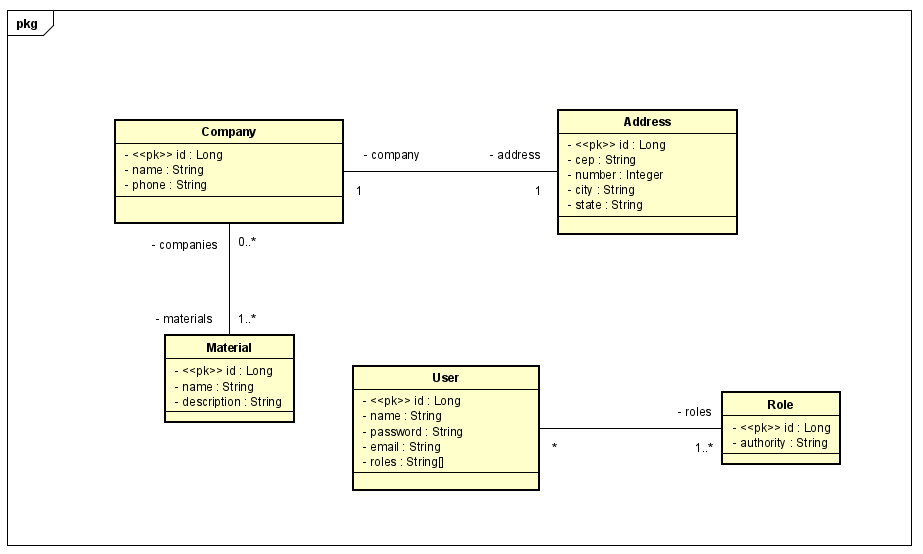 pkg
Company
- <<pk>> id : Long
- name : String
- phone : String
- company
- address
1
1
Address
- <<pk>> id : Long
- cep : String
- number : Integer
- city : String
- state : String
- companies
0..*
- materials
1..*
Material
- <<pk>> id : Long
- name : String
- description : String
User
- <<pk>> id : Long
- name : String
- password : String
- email : String
- roles : String[]
- roles
*
1..*
Role
- <<pk>> id : Long
- authority : String